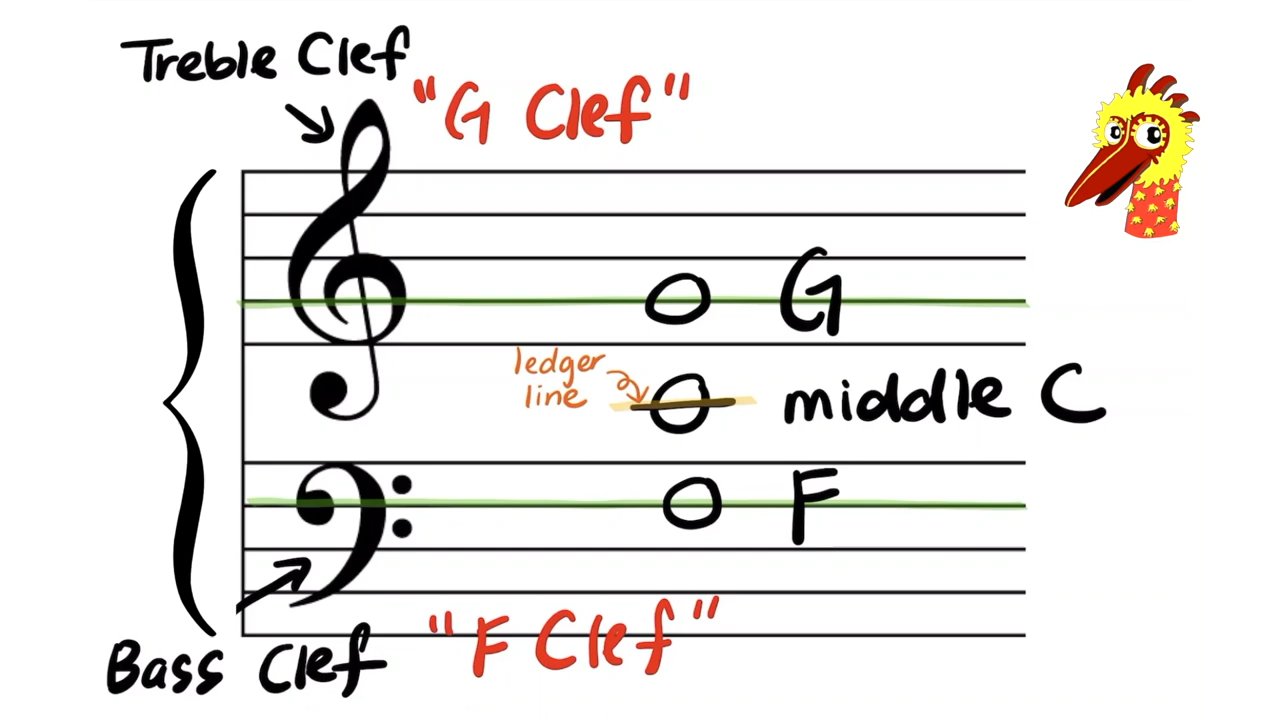 Treble Clef
"G Clef"
G
ledger
line
middle C
F
"F Clef"
Bass Clef